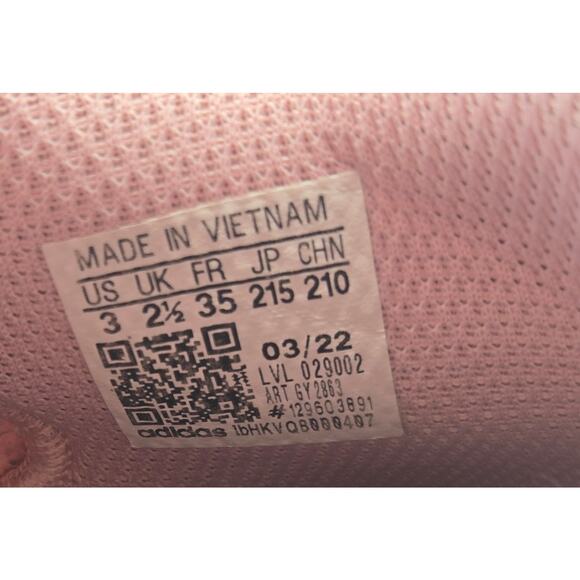 MADE IN VIETNAM
US UK FR JP CHN
3 2½ 35 215 210
03/22
LVL 029002
ART GY2863
#129603891
adidas 1bHKVQB000407